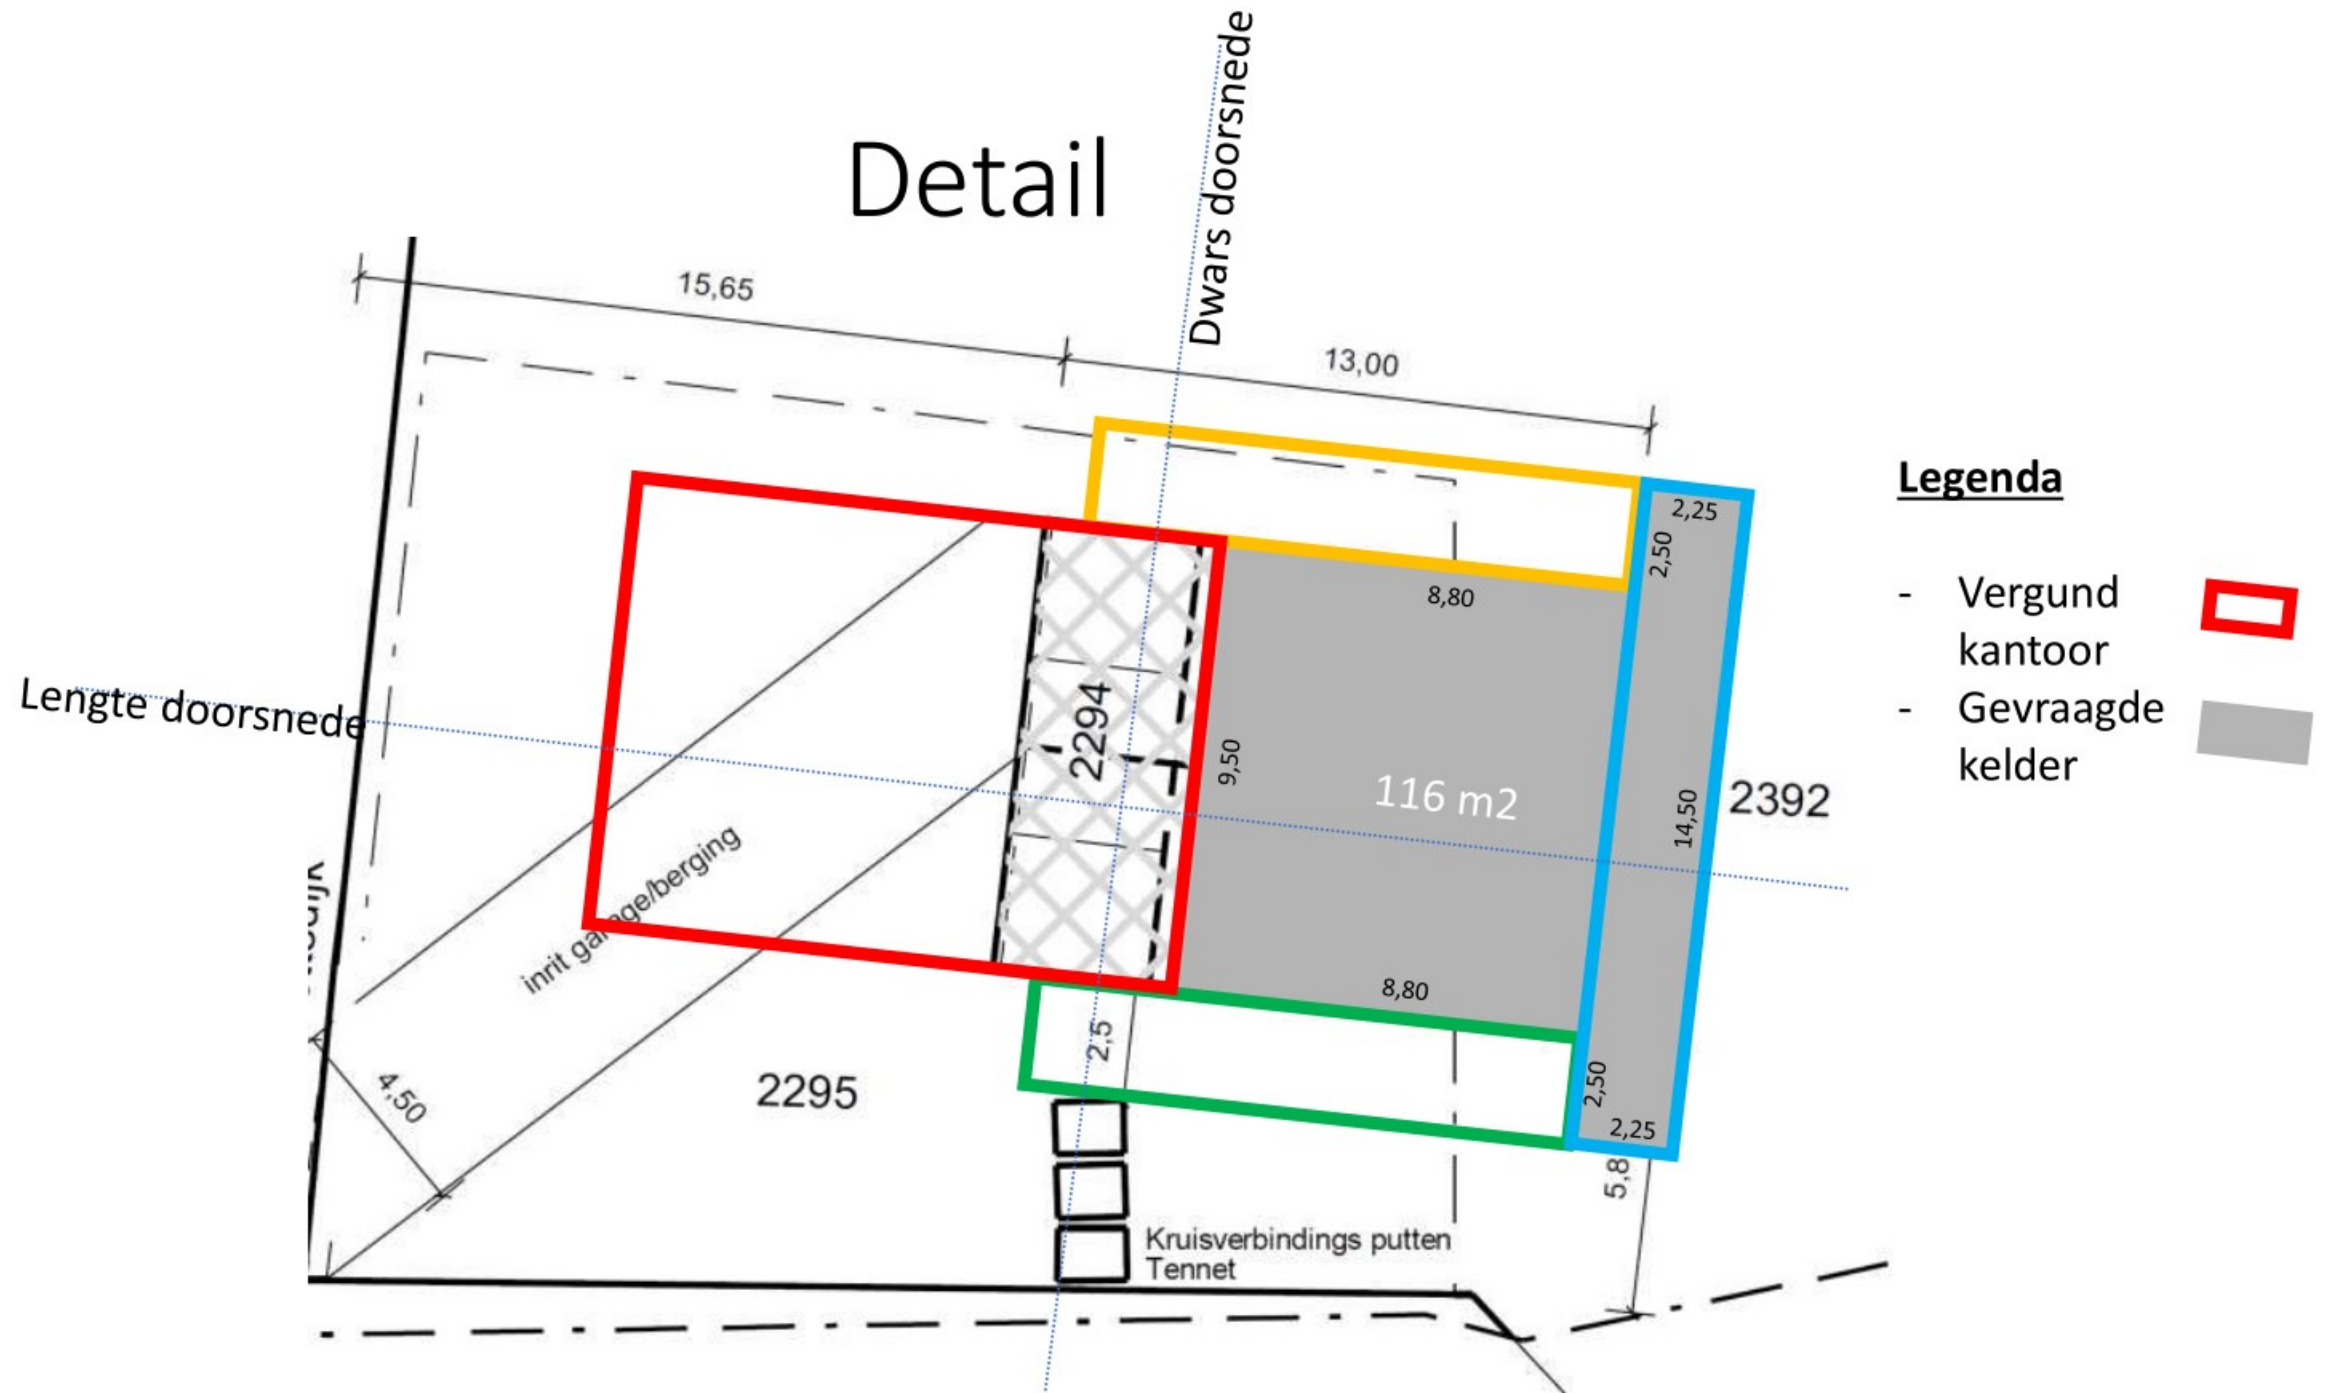 Detail
Dwars doorsnede
15,65
13,00
Lengte doorsnede
2,25
2,50
8,80
2294
9,50
116 m2
14,50
2392
inrit garage/berging
8,80
2,5
2,50
2,25
4,50
2295
5,8
Kruisverbindings putten
Tennet
Legenda
- Vergund
kantoor
- Gevraagde
kelder